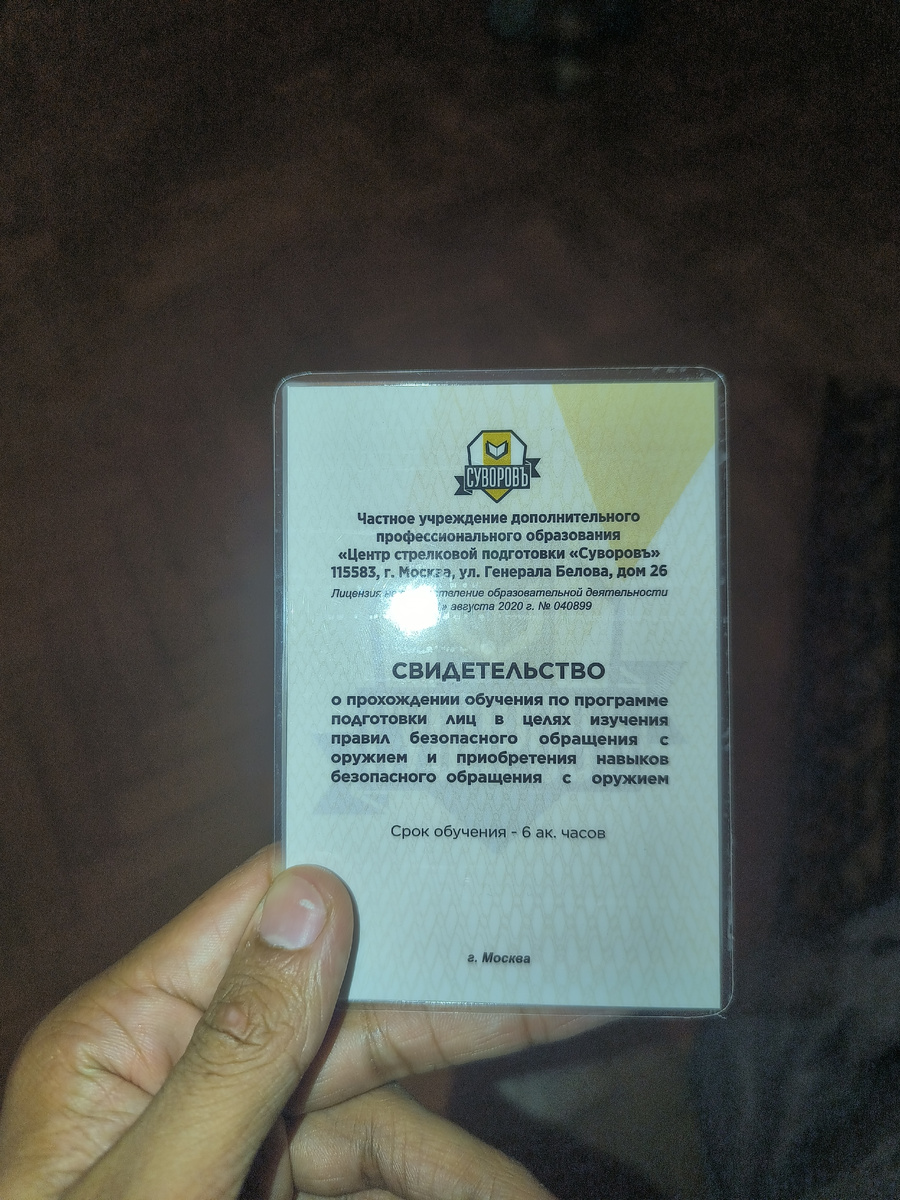 СУВОРОВЪ
Частное учреждение дополнительного
профессионального образования
«Центр стрелковой подготовки «Суворовъ»
115583, г. Москва, ул. Генерала Белова, дом 26
Лицензия образовательной деятельности
» августа 2020 г. № 040899
СВИДЕТЕЛЬСТВО
о прохождении обучения по программе
подготовки лиц в целях изучения
правил безопасного обращения с
оружием и приобретения навыков
безопасного обращения с оружием
Срок обучения - 6 ак. часов
г. Москва